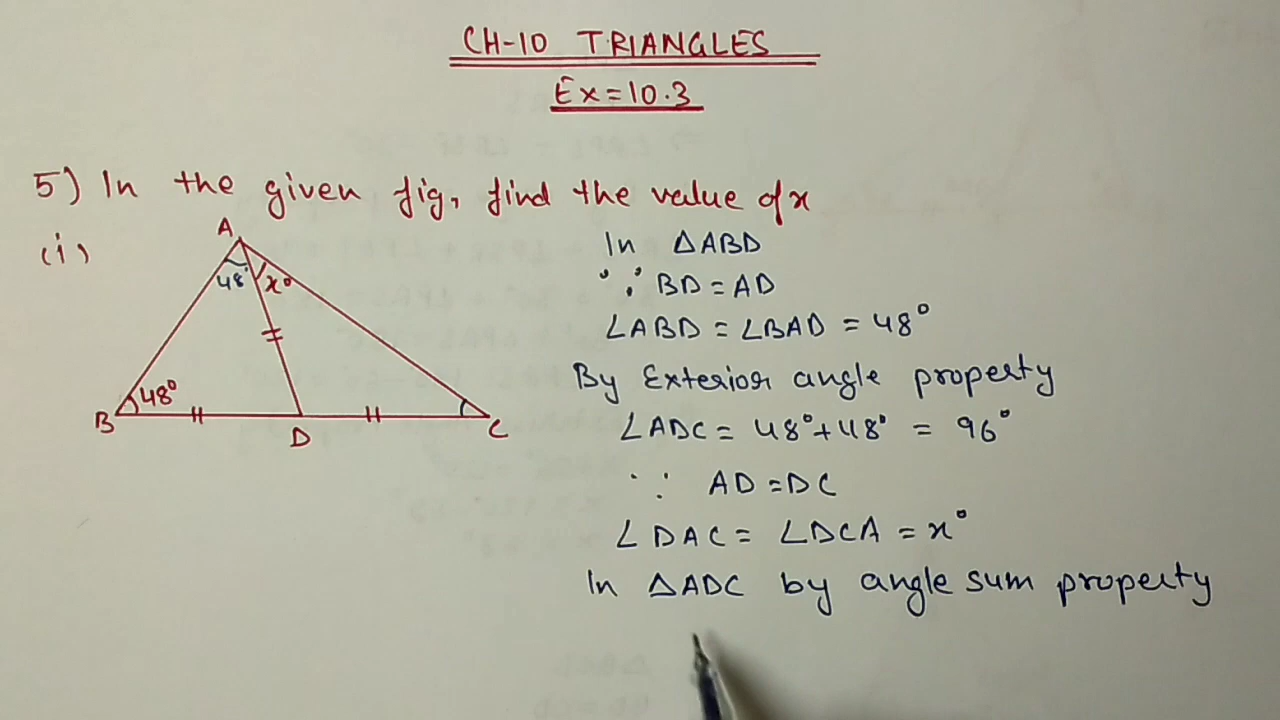 CH-10 TRIANGLES
Ex=10.3
5) In the given fig, find the value of x
(i)
A
48°
x°
48°
B
D
C
In △ABD
∵ BD = AD
∠ABD = ∠BAD = 48°
By Exterior angle property
∠ADC = 48°+48° = 96°
∵ AD = DC
∠DAC = ∠DCA = x°
In △ADC by angle sum property